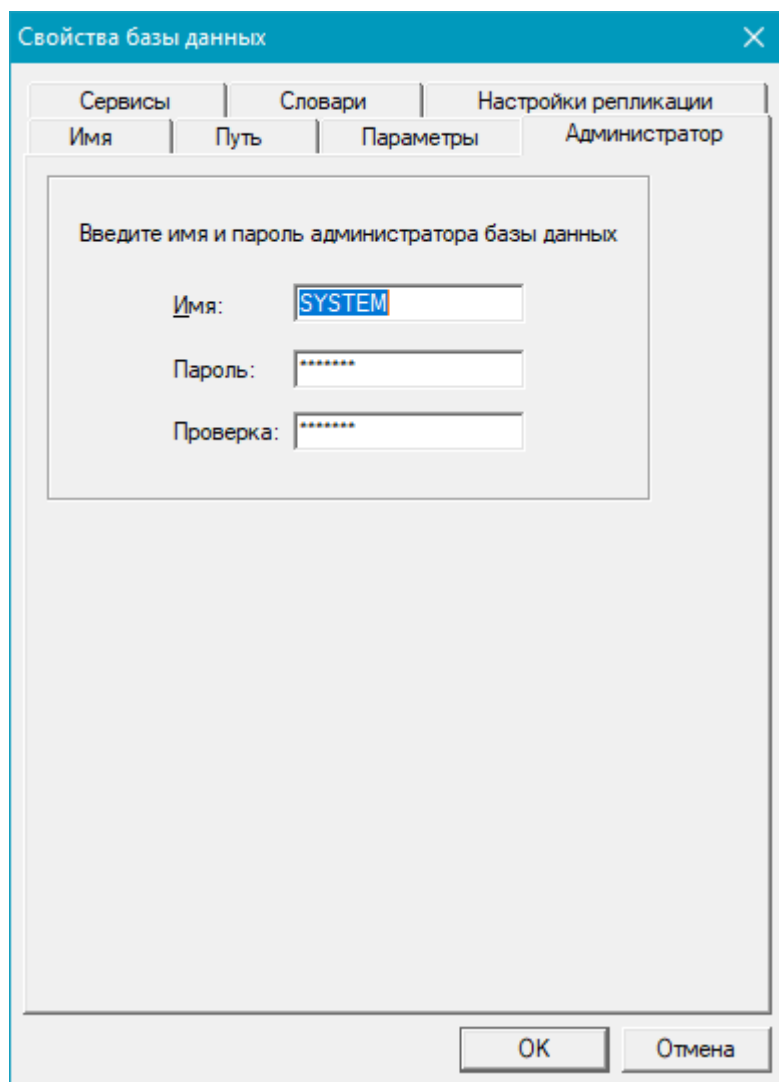 Свойства базы данных
Сервисы Словари Настройки репликации
Имя Путь Параметры Администратор
Введите имя и пароль администратора базы данных
Имя: SYSTEM
Пароль: *******
Проверка: *******
OK Отмена